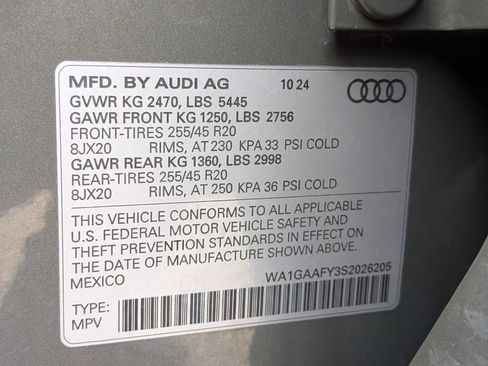 MFD. BY AUDI AG 10 24
GVWR KG 2470, LBS 5445
GAWR FRONT KG 1250, LBS 2756
FRONT-TIRES 255/45 R20
8JX20 RIMS, AT 230 KPA 33 PSI COLD
GAWR REAR KG 1360, LBS 2998
REAR-TIRES 255/45 R20
8JX20 RIMS, AT 250 KPA 36 PSI COLD
THIS VEHICLE CONFORMS TO ALL APPLICABLE
U.S. FEDERAL MOTOR VEHICLE SAFETY AND
THEFT PREVENTION STANDARDS IN EFFECT ON
THE DATE OF MANUFACTURE SHOWN ABOVE.
MEXICO WA1GAAFY3S2026205
TYPE:
MPV